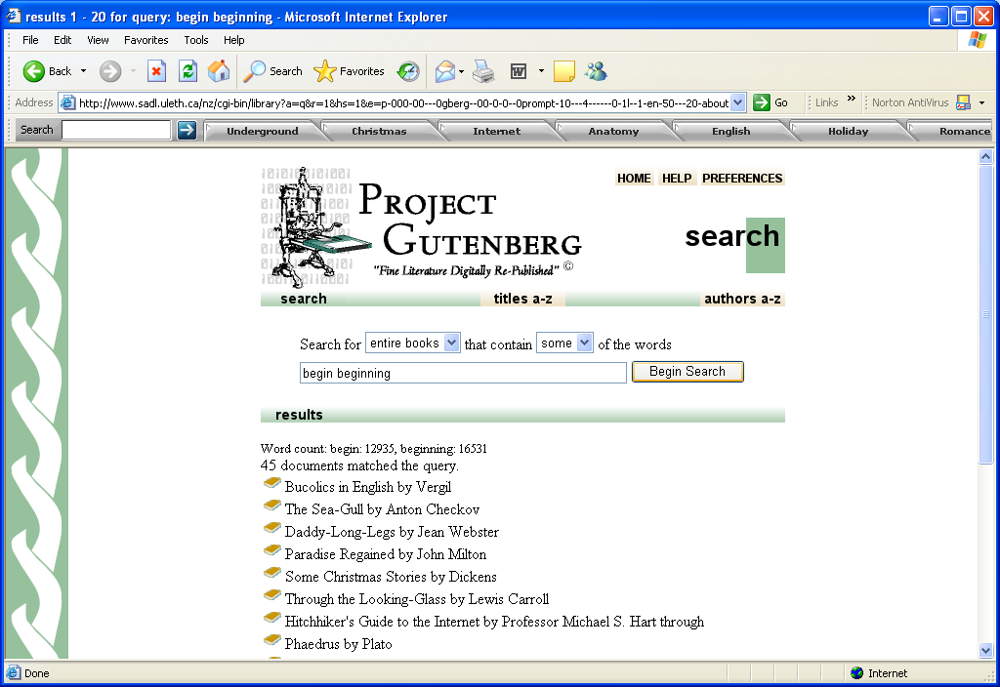 results 1 - 20 for query: begin beginning - Microsoft Internet Explorer
File Edit View Favorites Tools Help
Back Search Favorites
Address http://www.sadl.uleth.ca/nz/cgi-bin/library?a=q&r=1&hs=1&e=p-000-00---0gberg--00-0-0--0prompt-10---4------0-1l--1-en-50---20-about Go Links » Norton AntiVirus
Search Underground Christmas Internet Anatomy English Holiday Romance
HOME HELP PREFERENCES
PROJECT
GUTENBERG
"Fine Literature Digitally Re-Published" ©
search
search titles a-z authors a-z
Search for entire books that contain some of the words
begin beginning Begin Search
results
Word count: begin: 12935, beginning: 16531
45 documents matched the query.
Bucolics in English by Vergil
The Sea-Gull by Anton Checkov
Daddy-Long-Legs by Jean Webster
Paradise Regained by John Milton
Some Christmas Stories by Dickens
Through the Looking-Glass by Lewis Carroll
Hitchhiker's Guide to the Internet by Professor Michael S. Hart through
Phaedrus by Plato
Done Internet